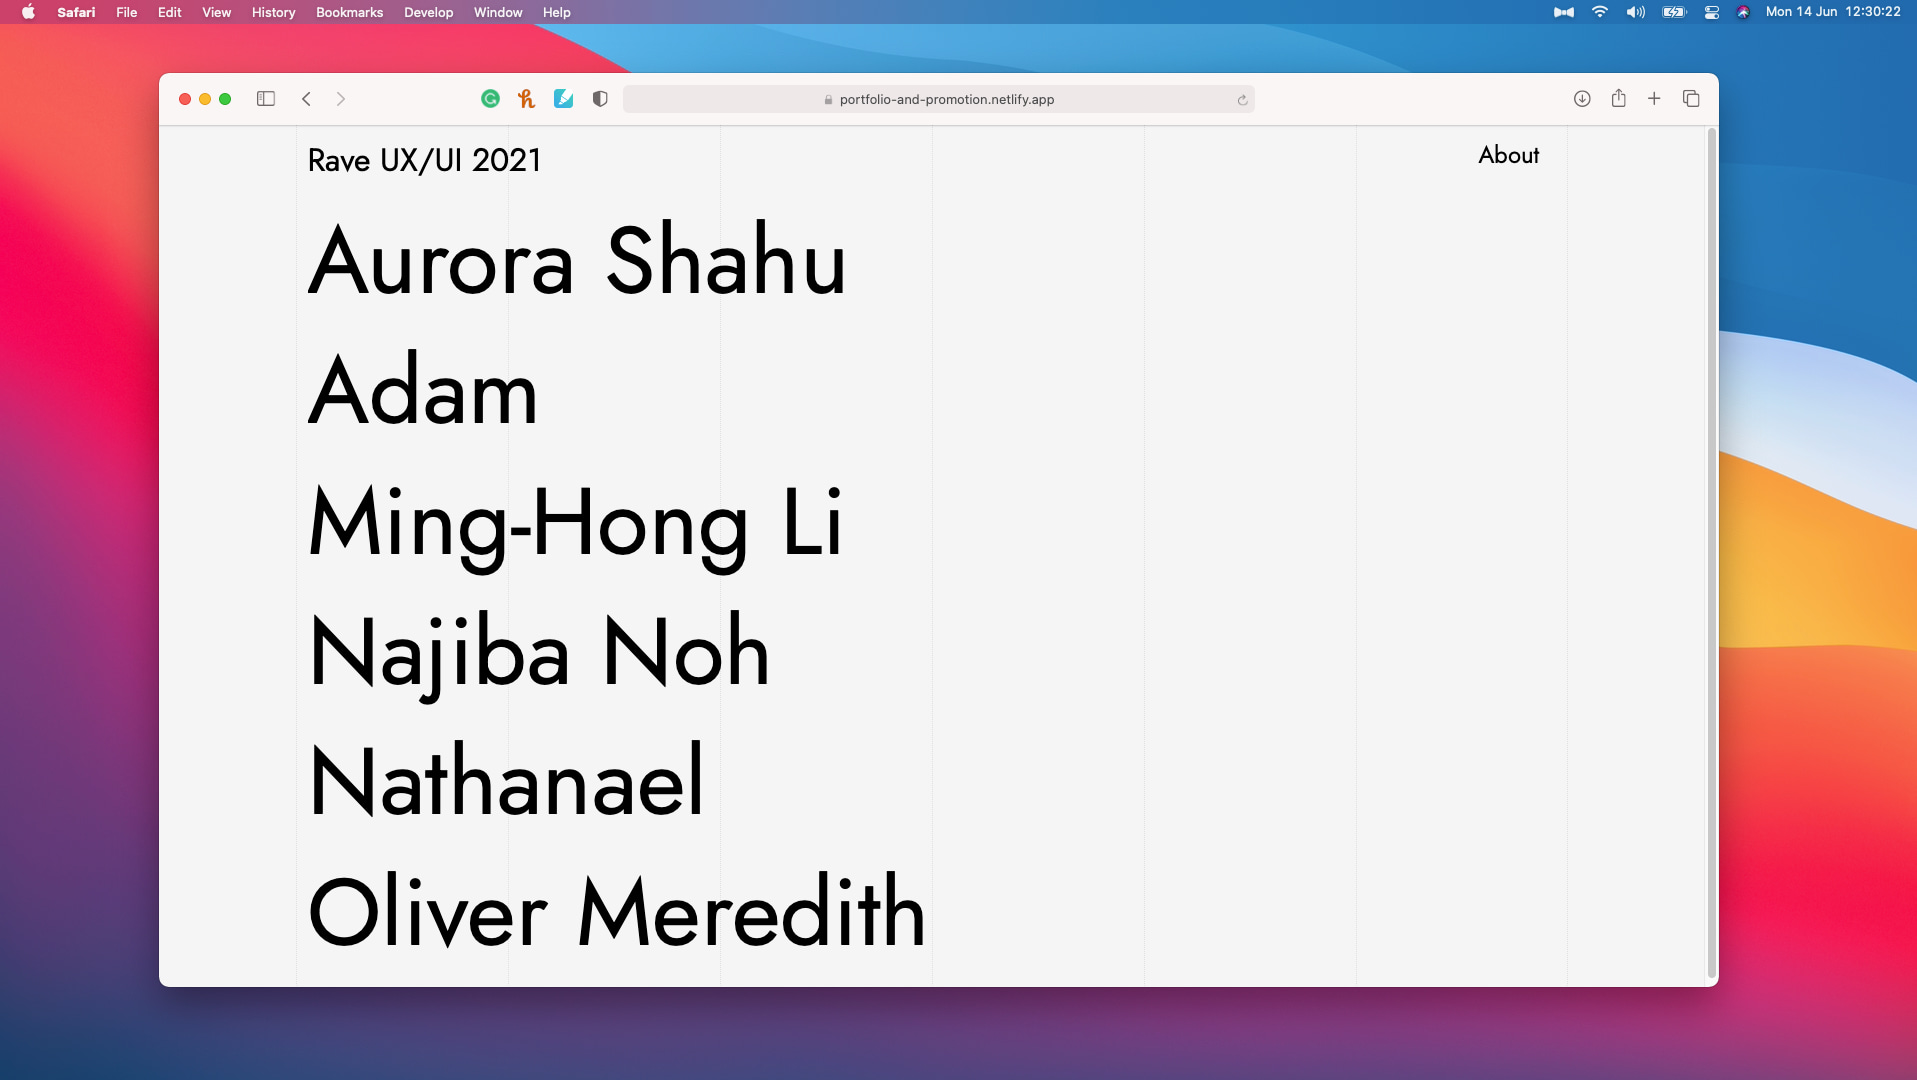 Safari File Edit View History Bookmarks Develop Window Help Mon 14 Jun 12:30:22
portfolio-and-promotion.netlify.app
Rave UX/UI 2021 About
Aurora Shahu
Adam
Ming-Hong Li
Najiba Noh
Nathanael
Oliver Meredith